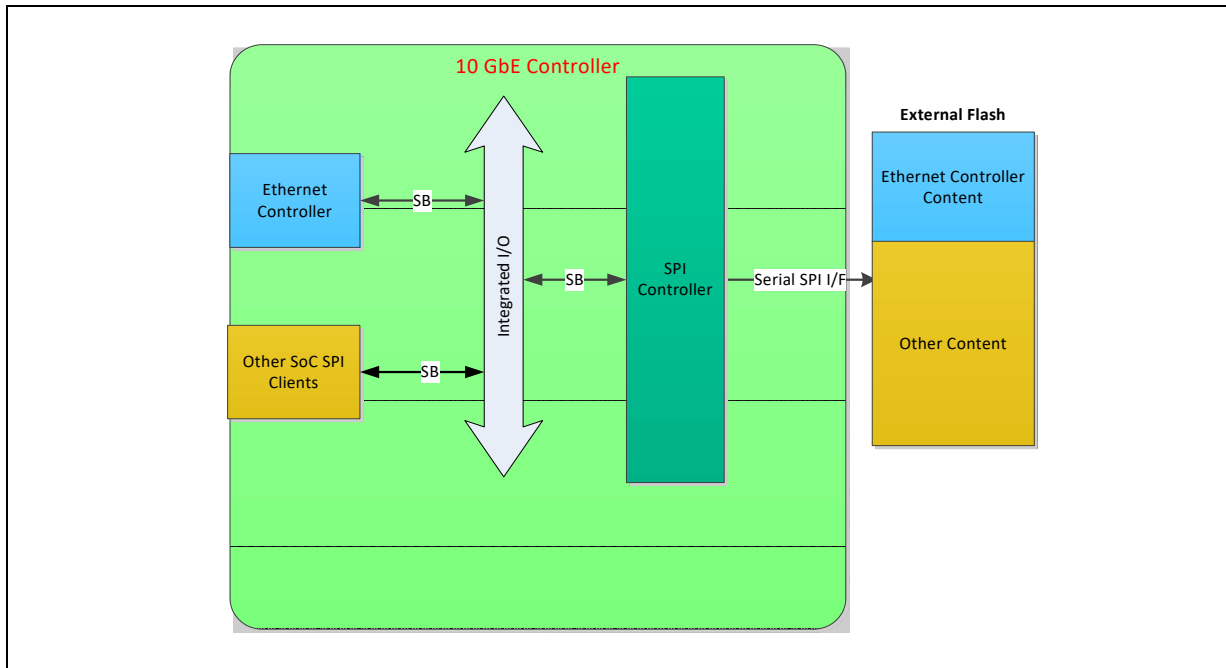 10 GbE Controller
External Flash
Ethernet
Controller
SB
Ethernet Controller
Content
Integrated I/O
SB
SPI
Controller
Serial SPI I/F
Other SoC SPI
Clients
SB
Other Content